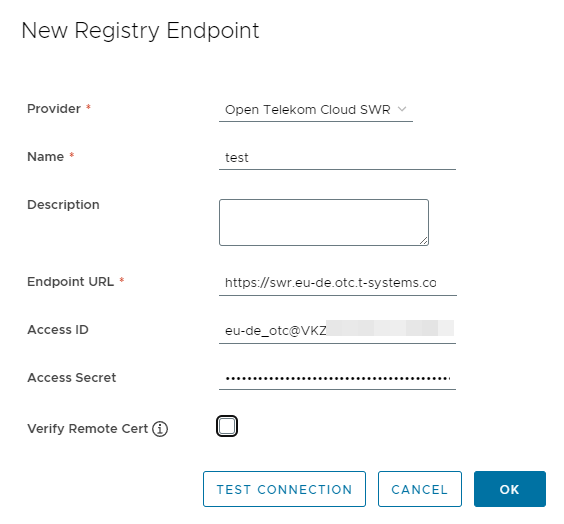 New Registry Endpoint
Provider *
Open Telekom Cloud SWR
Name *
test
Description
Endpoint URL *
https://swr.eu-de.otc.t-systems.co
Access ID
eu-de_otc@VKZ
Access Secret
Verify Remote Cert
TEST CONNECTION
CANCEL
OK